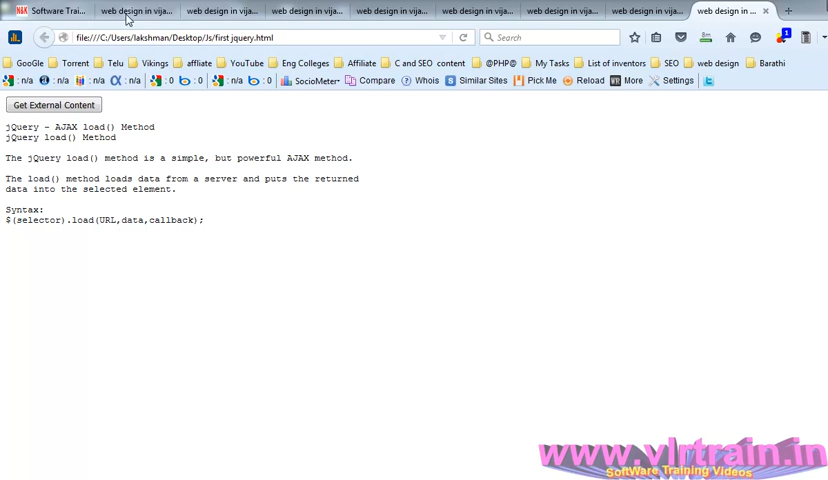 N&K Software Trai... web design in vija... web design in vija... web design in vija... web design in vija... web design in vija... web design in vija... web design in vija... web design in ... ×
file:///C:/Users/lakshman/Desktop/Js/first jquery.html Search 1
GooGle Torrent Telu Vikings affliate YouTube Eng Colleges Affiliate C and SEO content @PHP@ My Tasks List of inventors SEO web design Barathi
: n/a : n/a : n/a : n/a : 0 : 0 : n/a : 0 SocioMeter Compare Whois Similar Sites Pick Me Reload More Settings
Get External Content
jQuery - AJAX load() Method
jQuery load() Method
The jQuery load() method is a simple, but powerful AJAX method.
The load() method loads data from a server and puts the returned
data into the selected element.
Syntax:
$(selector).load(URL,data,callback);
www.vlrtrain.in
SoftWare Training Videos